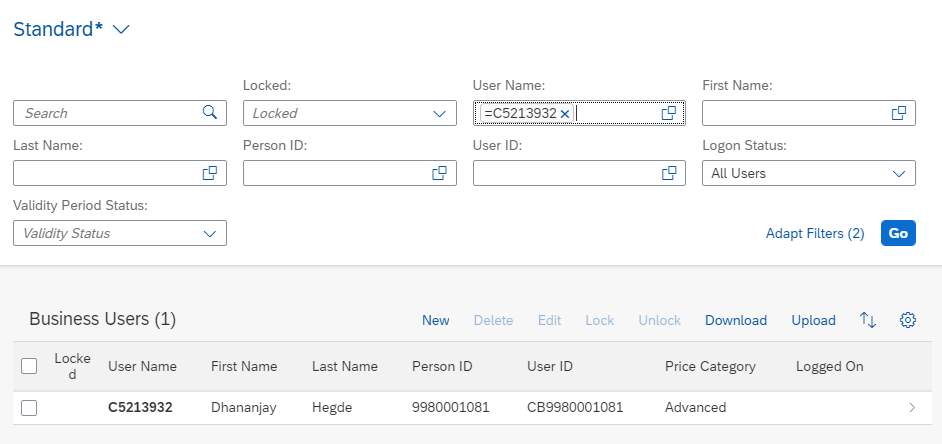 Standard*
Locked:
User Name:
First Name:
Search
Locked
=C5213932
Last Name:
Person ID:
User ID:
Logon Status:
All Users
Validity Period Status:
Validity Status
Adapt Filters (2)
Go
Business Users (1)
New
Delete
Edit
Lock
Unlock
Download
Upload
Locke
d
User Name
First Name
Last Name
Person ID
User ID
Price Category
Logged On
C5213932
Dhananjay
Hegde
9980001081
CB9980001081
Advanced